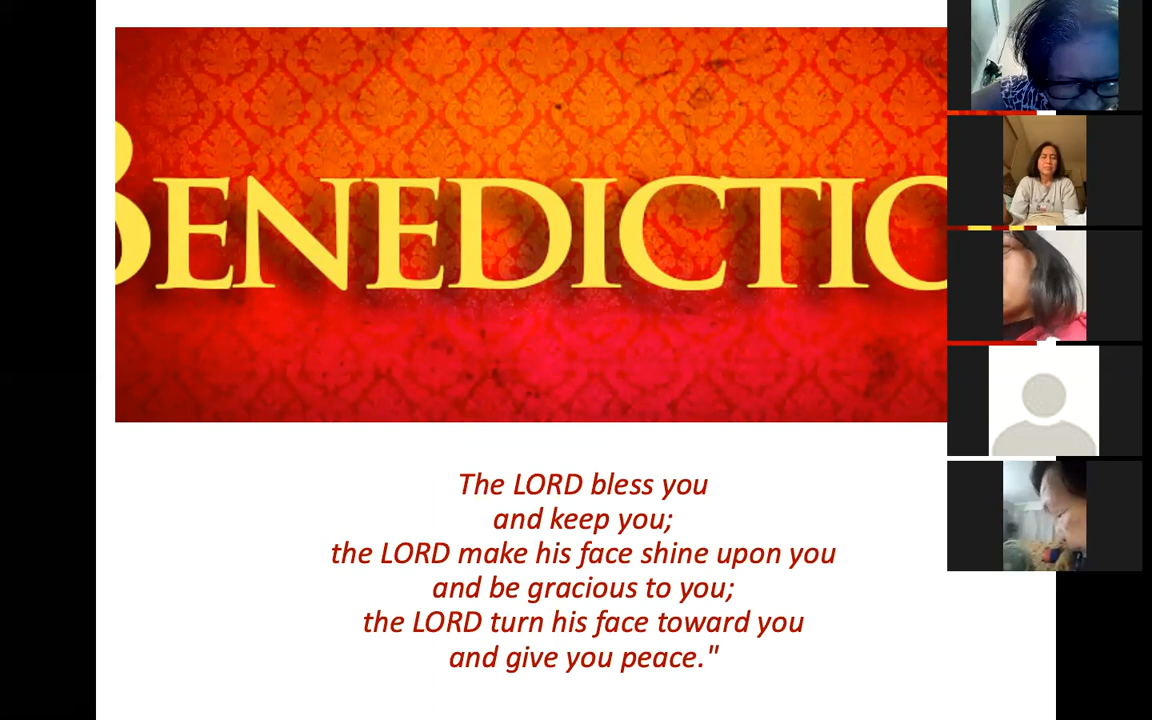 BENEDICTIO
The LORD bless you
and keep you;
the LORD make his face shine upon you
and be gracious to you;
the LORD turn his face toward you
and give you peace."